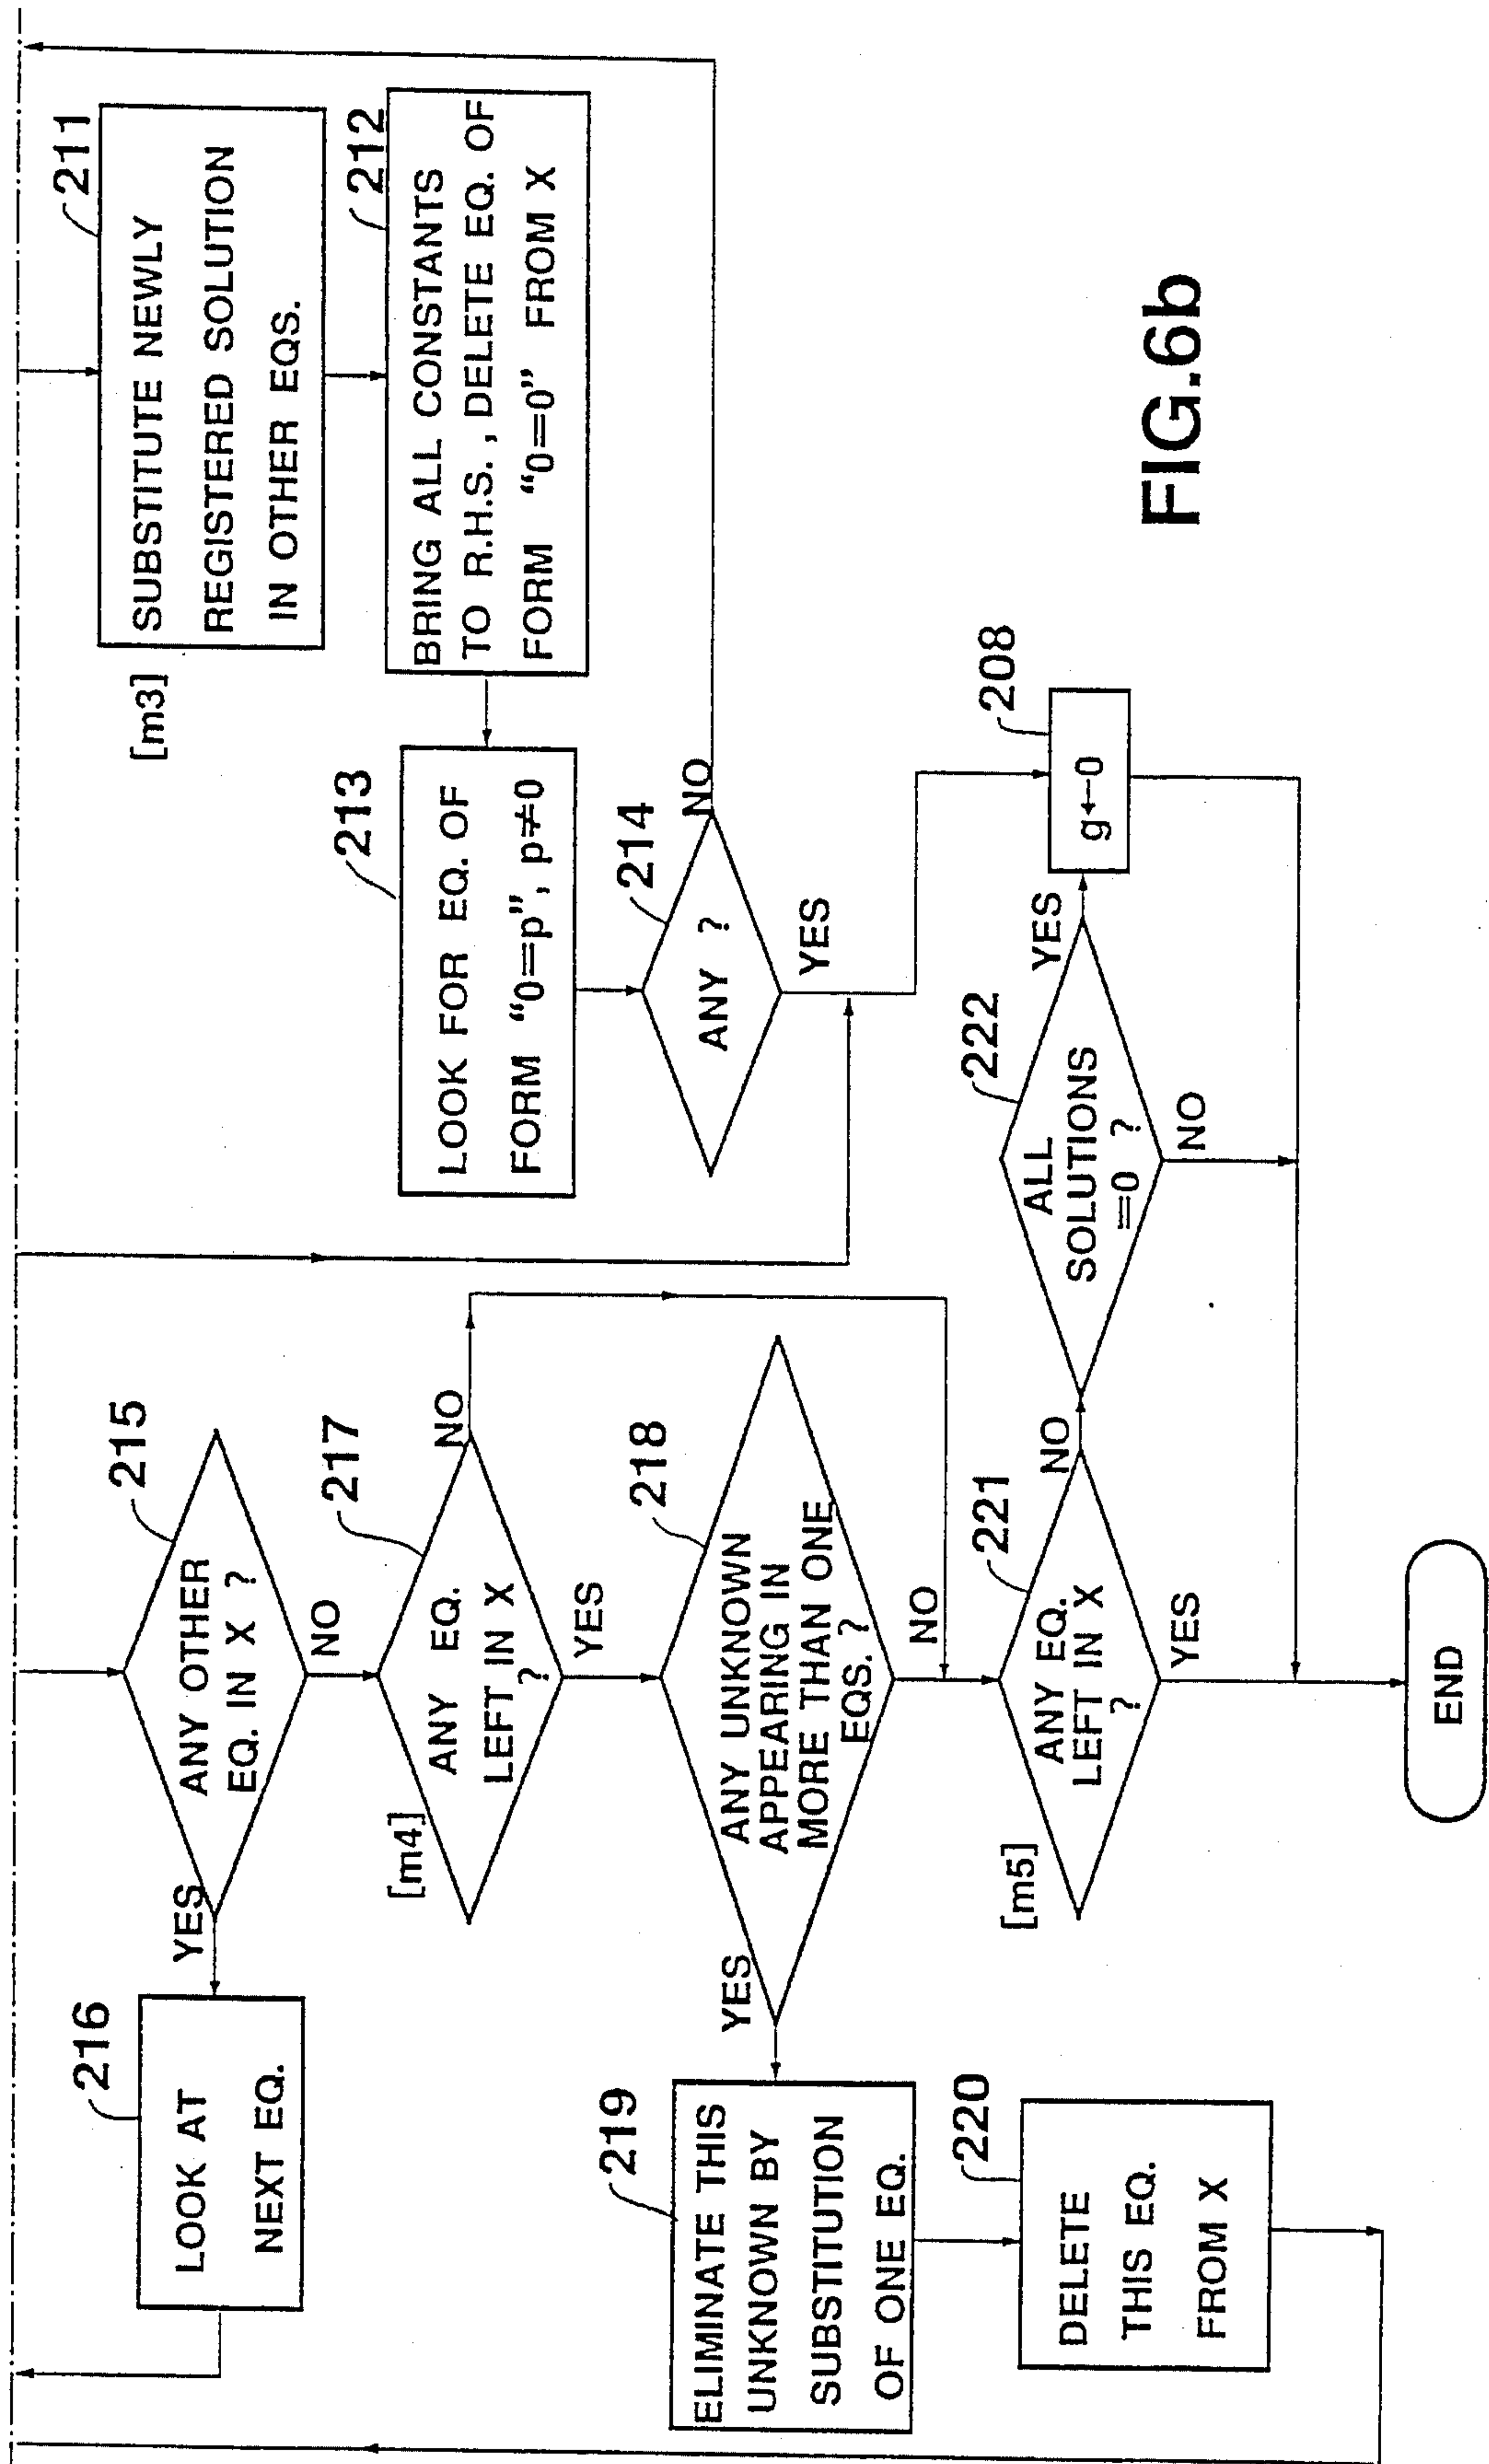 216
LOOK AT
NEXT EQ.
YES
215
ANY OTHER
EQ. IN X ?
NO
217
[m4]
ANY EQ.
LEFT IN X
?
NO
YES
218
ANY UNKNOWN
APPEARING IN
MORE THAN ONE
EQS. ?
YES
NO
219
ELIMINATE THIS
UNKNOWN BY
SUBSTITUTION
OF ONE EQ.
220
DELETE
THIS EQ.
FROM X
221
[m5]
ANY EQ.
LEFT IN X
?
NO
YES
222
ALL
SOLUTIONS
=0 ?
YES
NO
208
g←0
END
211
[m3]
SUBSTITUTE NEWLY
REGISTERED SOLUTION
IN OTHER EQS.
212
BRING ALL CONSTANTS
TO R.H.S., DELETE EQ. OF
FORM "0=0" FROM X
213
LOOK FOR EQ. OF
FORM "0=p", p≠0
214
ANY ?
NO
YES
FIG.6b